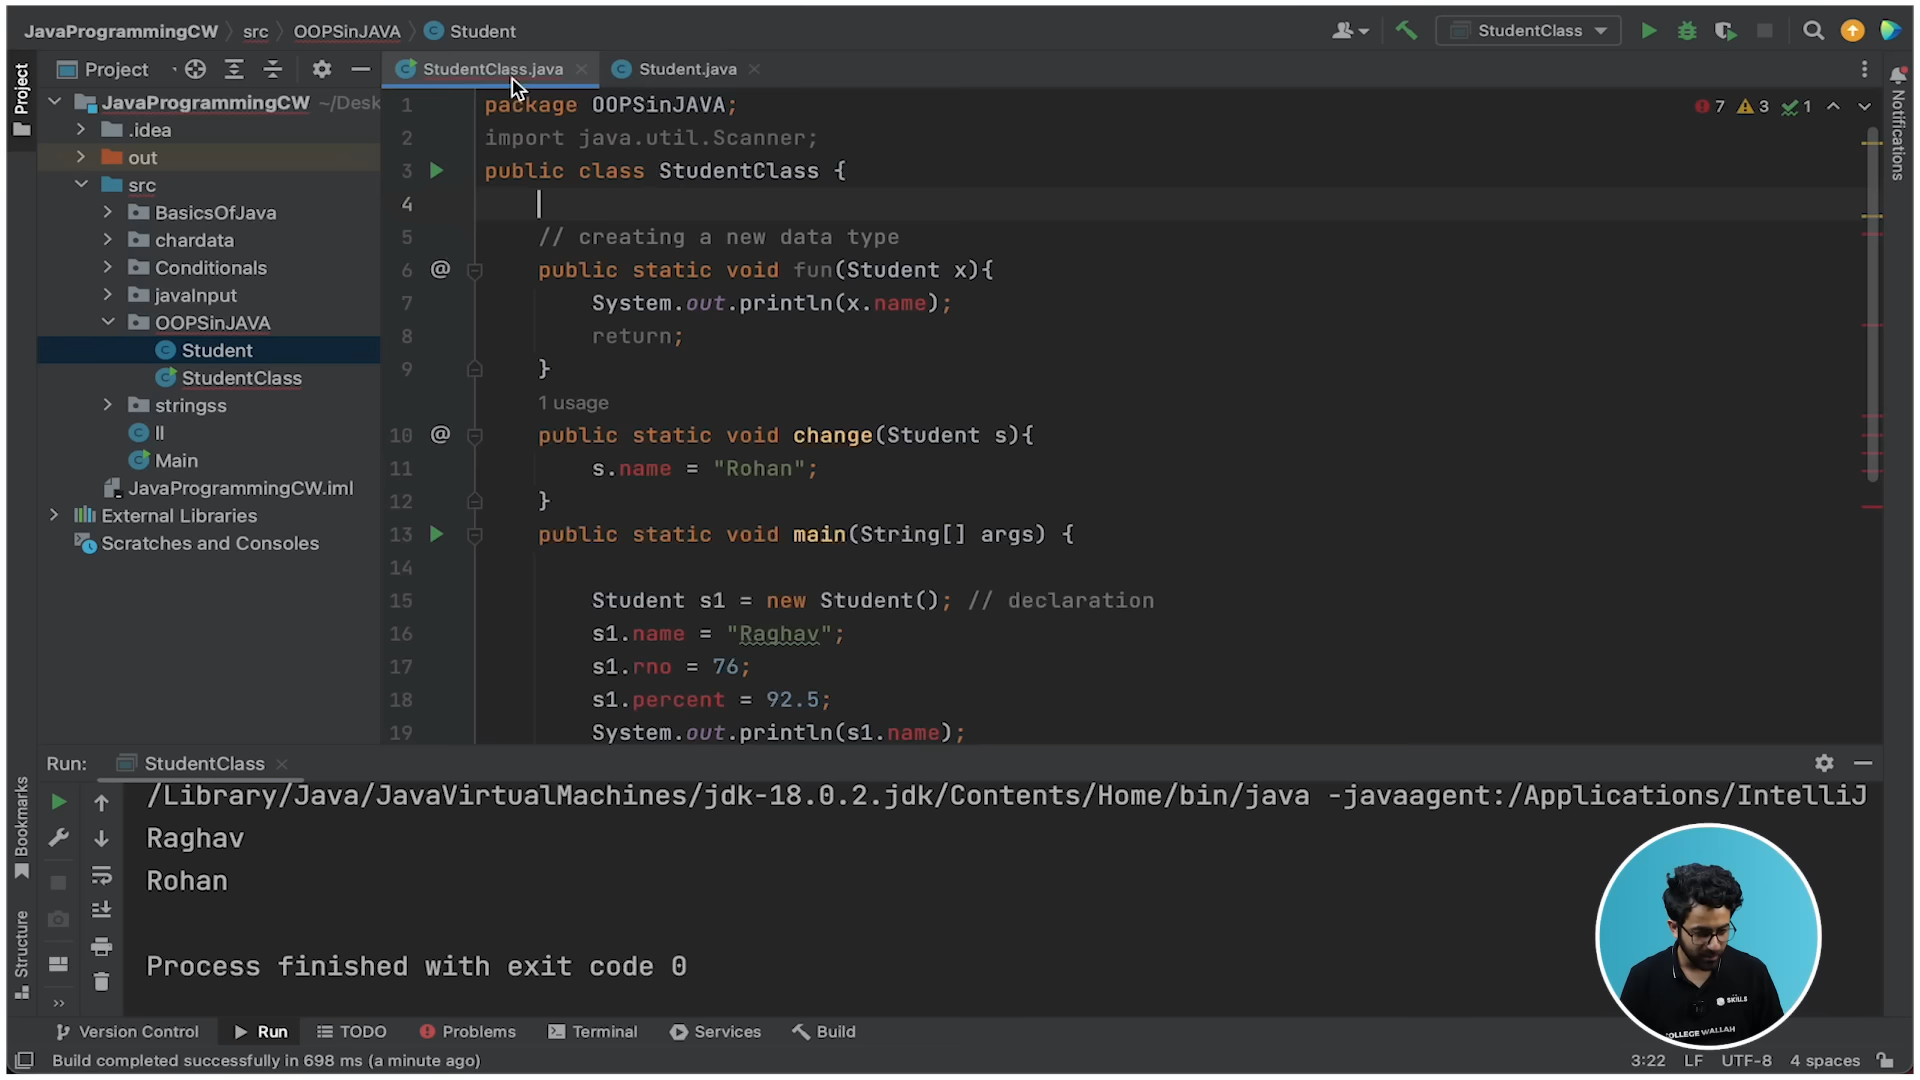 JavaProgrammingCW src OOPSinJAVA Student
StudentClass
Project
Project
StudentClass.java
Student.java
JavaProgrammingCW ~/Desk
.idea
out
src
BasicsOfJava
chardata
Conditionals
javaInput
OOPSinJAVA
Student
StudentClass
stringss
ll
Main
JavaProgrammingCW.iml
External Libraries
Scratches and Consoles
7 3 1
Notifications
1 package OOPSinJAVA;
2 import java.util.Scanner;
3 public class StudentClass {
4
5 // creating a new data type
6 @ public static void fun(Student x){
7 System.out.println(x.name);
8 return;
9 }
1 usage
10 @ public static void change(Student s){
11 s.name = "Rohan";
12 }
13 public static void main(String[] args) {
14
15 Student s1 = new Student(); // declaration
16 s1.name = "Raghav";
17 s1.rno = 76;
18 s1.percent = 92.5;
19 System.out.println(s1.name);
Run: StudentClass
Bookmarks
Structure
/Library/Java/JavaVirtualMachines/jdk-18.0.2.jdk/Contents/Home/bin/java -javaagent:/Applications/IntelliJ
Raghav
Rohan
Process finished with exit code 0
SKILLS
COLLEGE WALLAH
Version Control Run TODO Problems Terminal Services Build
Build completed successfully in 698 ms (a minute ago)
3:22 LF UTF-8 4 spaces